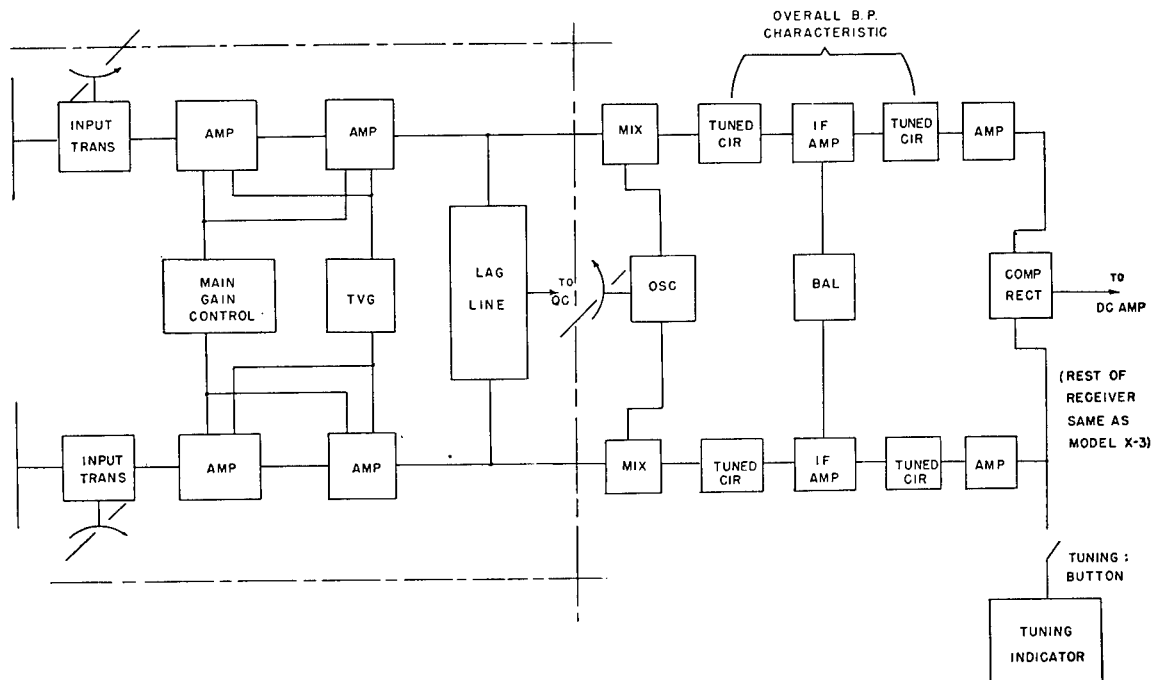 OVERALL B.P.
CHARACTERISTIC
INPUT
TRANS
AMP
AMP
MIX
TUNED
CIR
IF
AMP
TUNED
CIR
AMP
MAIN
GAIN
CONTROL
TVG
LAG
LINE
TO
QC
OSC
BAL
COMP
RECT
TO
DC AMP
(REST OF
RECEIVER
SAME AS
MODEL X-3)
INPUT
TRANS
AMP
AMP
MIX
TUNED
CIR
IF
AMP
TUNED
CIR
AMP
TUNING :
BUTTON
TUNING
INDICATOR